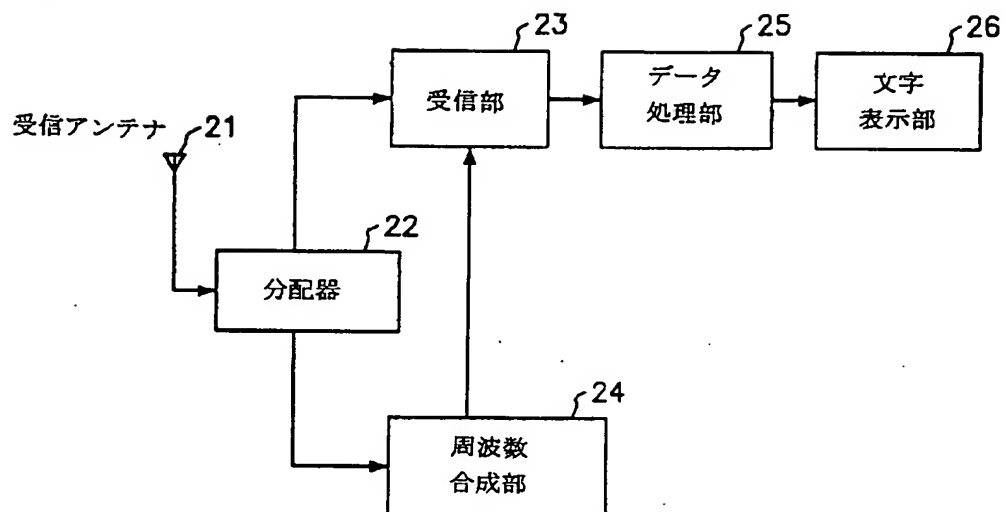 23
受信部
25
データ
処理部
26
文字
表示部
受信アンテナ
21
22
分配器
24
周波数
合成部